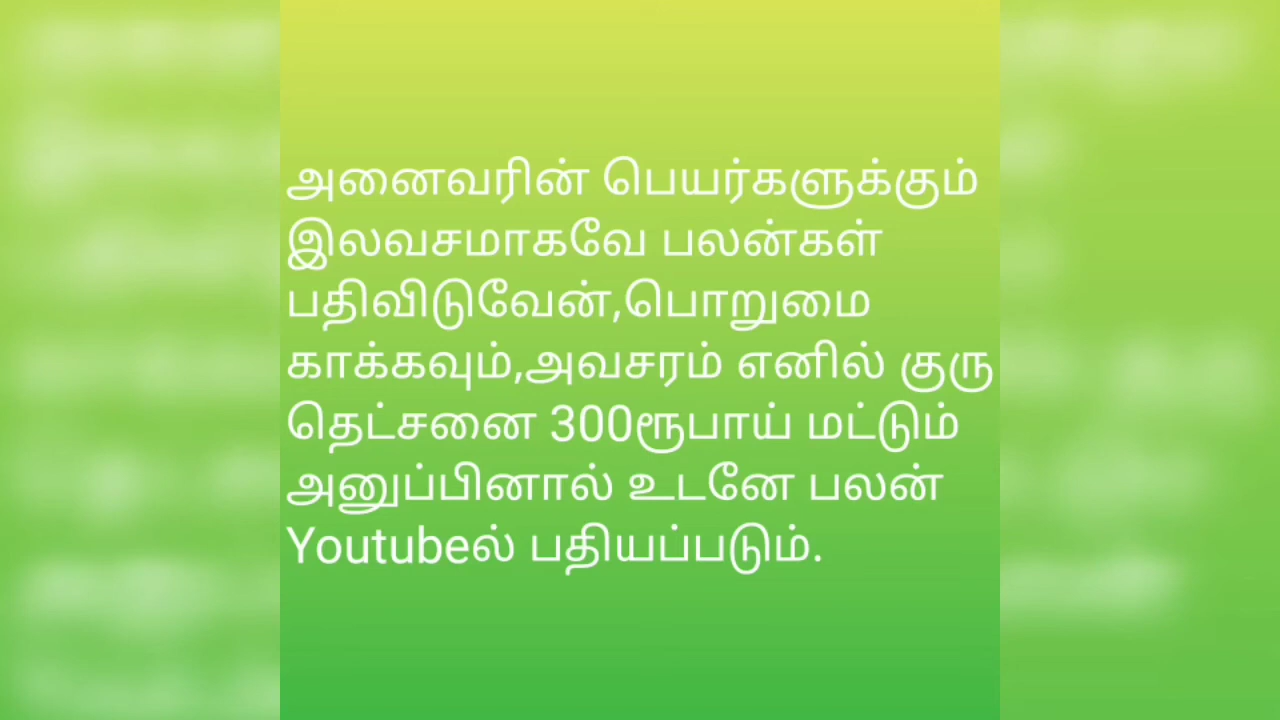 அனைவரின் பெயர்களுக்கும்
இலவசமாகவே பலன்கள்
பதிவிடுவேன்,பொறுமை
காக்கவும்,அவசரம் எனில் குரு
தெட்சனை 300ரூபாய் மட்டும்
அனுப்பினால் உடனே பலன்
Youtubeல் பதியப்படும்.